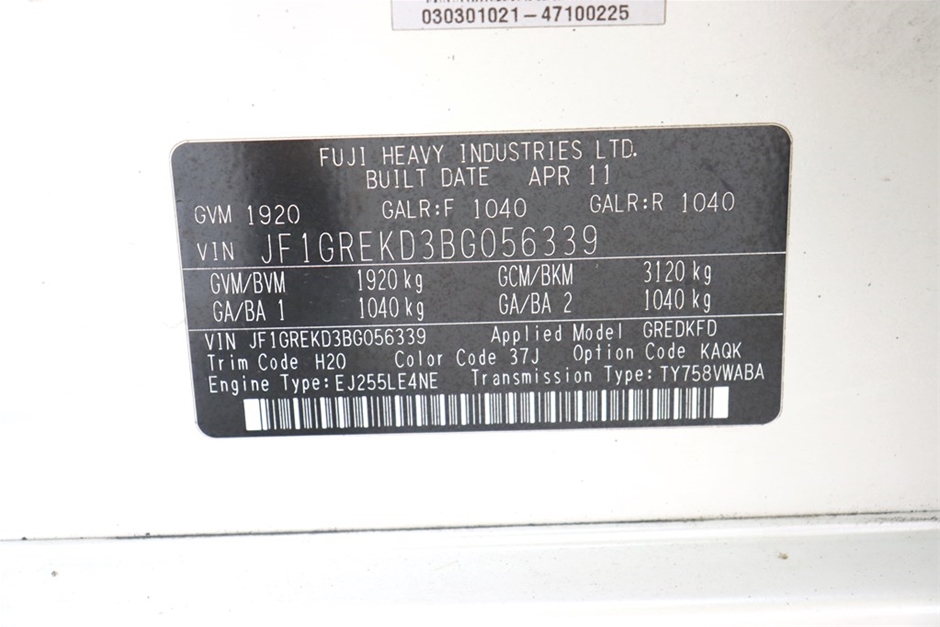 030301021-47100225
FUJI HEAVY INDUSTRIES LTD.
BUILT DATE APR 11
GVM 1920 GALR:F 1040 GALR:R 1040
VIN JF1GREKD3BG056339
GVM/BVM 1920 kg GCM/BKM 3120 kg
GA/BA 1 1040 kg GA/BA 2 1040 kg
VIN JF1GREKD3BG056339 Applied Model GREDKFD
Trim Code H20 Color Code 37J Option Code KAQK
Engine Type:EJ255LE4NE Transmission Type:TY758VWABA